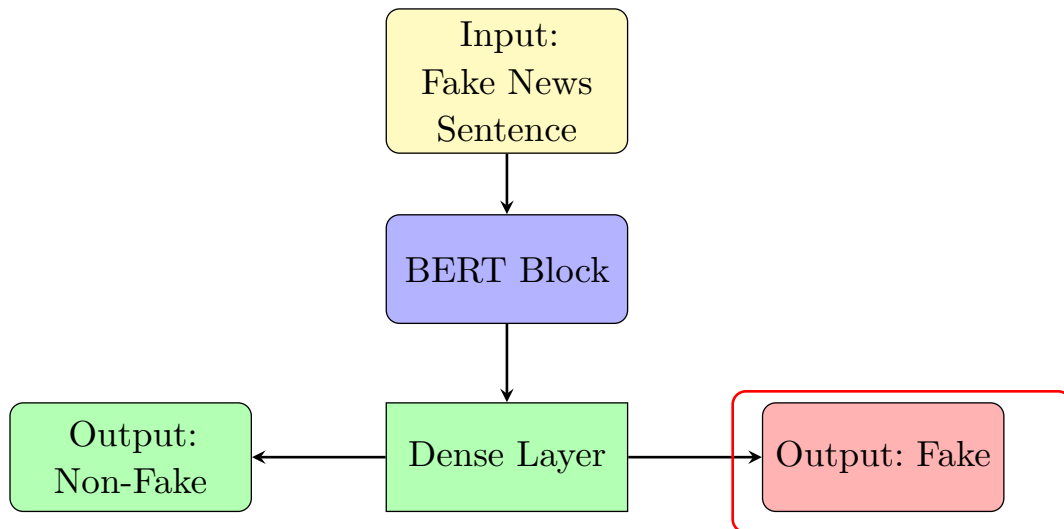 Input:
Fake News
Sentence
BERT Block
Output:
Non-Fake
Dense Layer
Output: Fake